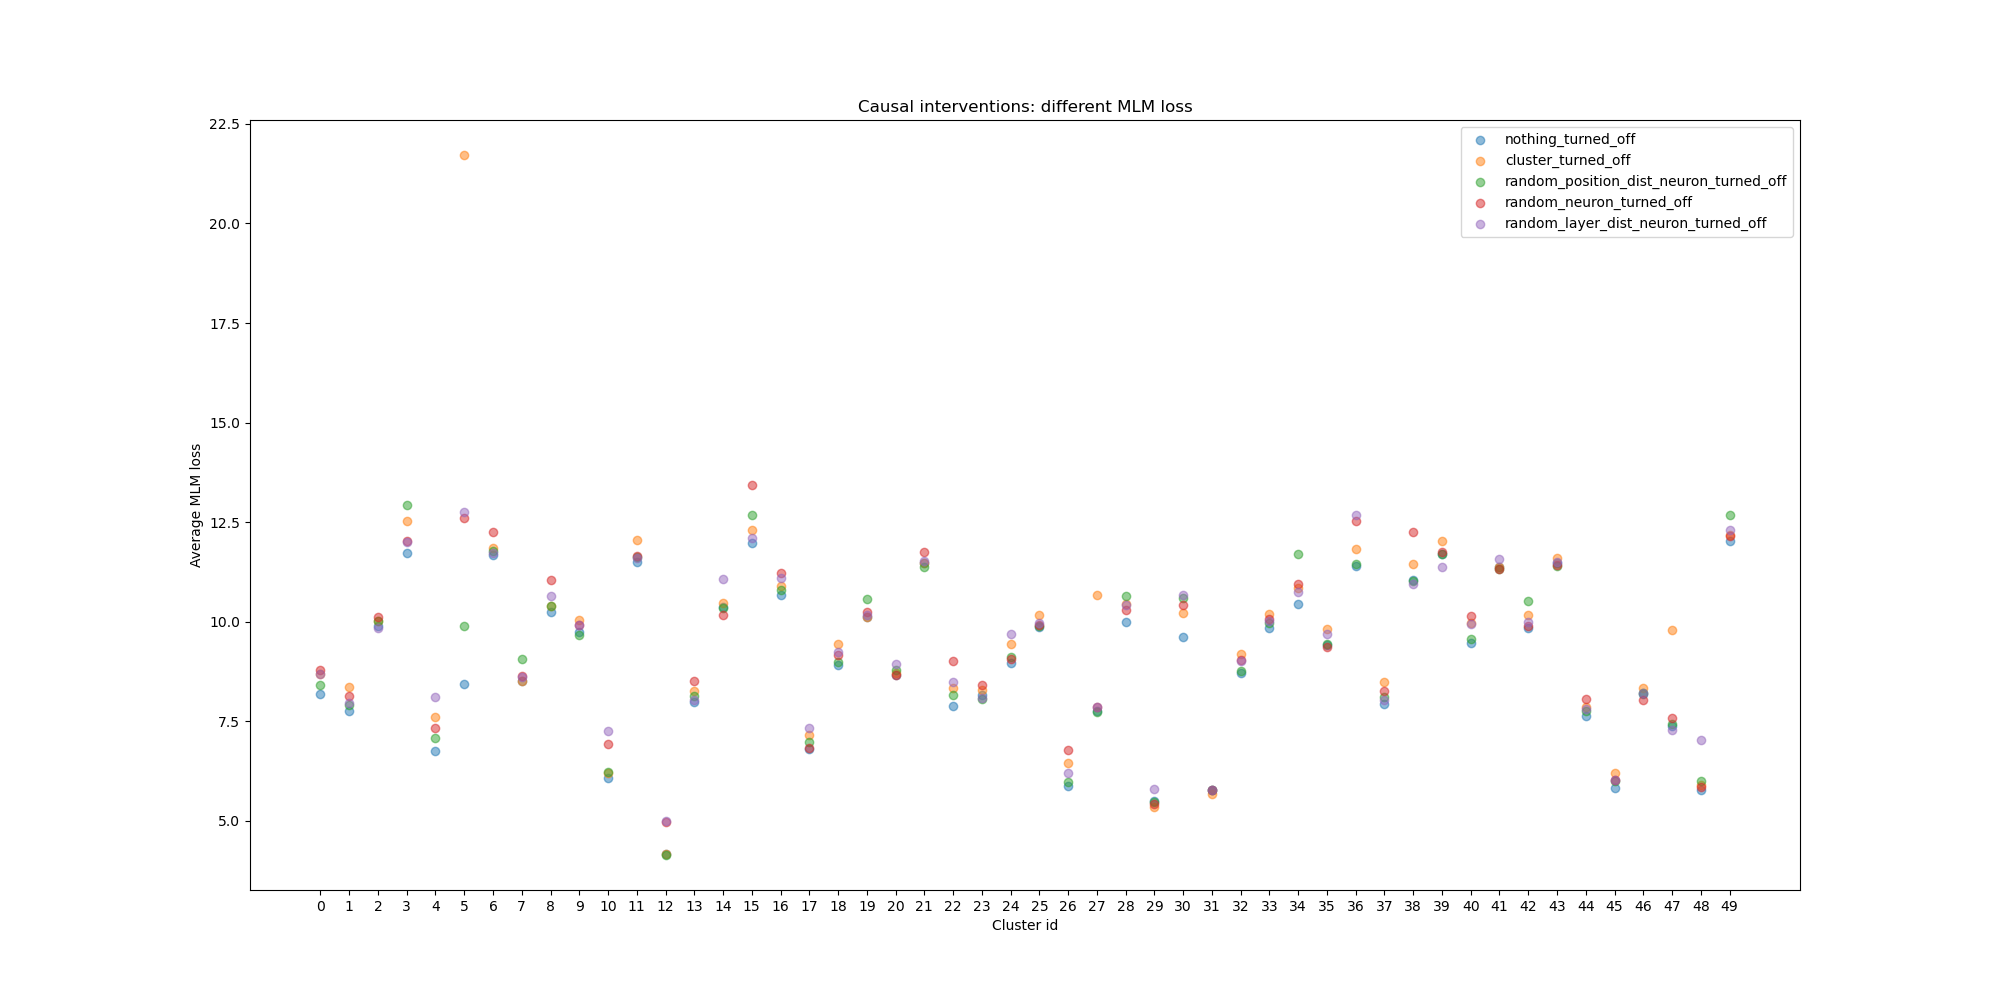 Causal interventions: different MLM loss
22.5
20.0
17.5
15.0
12.5
10.0
7.5
5.0
Average MLM loss
nothing_turned_off
cluster_turned_off
random_position_dist_neuron_turned_off
random_neuron_turned_off
random_layer_dist_neuron_turned_off
0 1 2 3 4 5 6 7 8 9 10 11 12 13 14 15 16 17 18 19 20 21 22 23 24 25 26 27 28 29 30 31 32 33 34 35 36 37 38 39 40 41 42 43 44 45 46 47 48 49
Cluster id